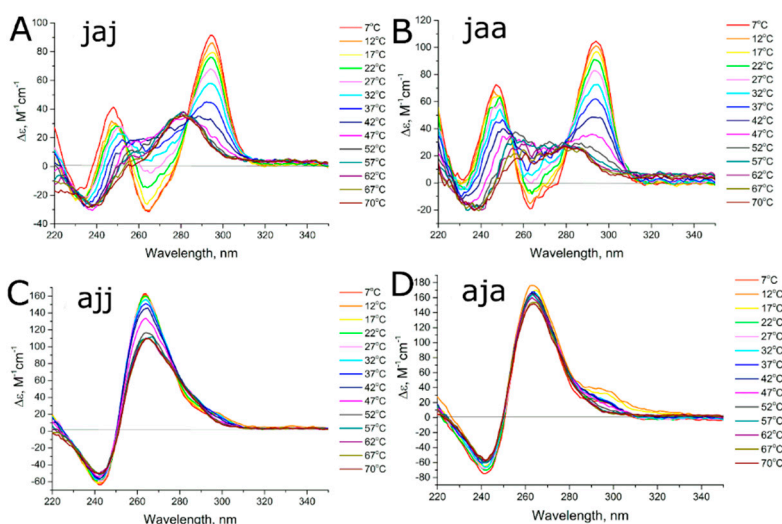 A jaj
Δε, M⁻¹cm⁻¹
100
80
60
40
20
0
-20
-40
220 240 260 280 300 320 340
Wavelength, nm
7°C
12°C
17°C
22°C
27°C
32°C
37°C
42°C
47°C
52°C
57°C
62°C
67°C
70°C
B jaa
Δε, M⁻¹cm⁻¹
120
100
80
60
40
20
0
-20
220 240 260 280 300 320 340
Wavelength, nm
7°C
12°C
17°C
22°C
27°C
32°C
37°C
42°C
47°C
52°C
57°C
62°C
67°C
70°C
C ajj
Δε, M⁻¹cm⁻¹
160
140
120
100
80
60
40
20
0
-20
-40
-60
220 240 260 280 300 320 340
Wavelength, nm
7°C
12°C
17°C
22°C
27°C
32°C
37°C
42°C
47°C
52°C
57°C
62°C
67°C
70°C
D aja
Δε, M⁻¹cm⁻¹
180
160
140
120
100
80
60
40
20
0
-20
-40
-60
-80
220 240 260 280 300 320 340
Wavelength, nm
7°C
12°C
17°C
22°C
27°C
32°C
37°C
42°C
47°C
52°C
57°C
62°C
67°C
70°C